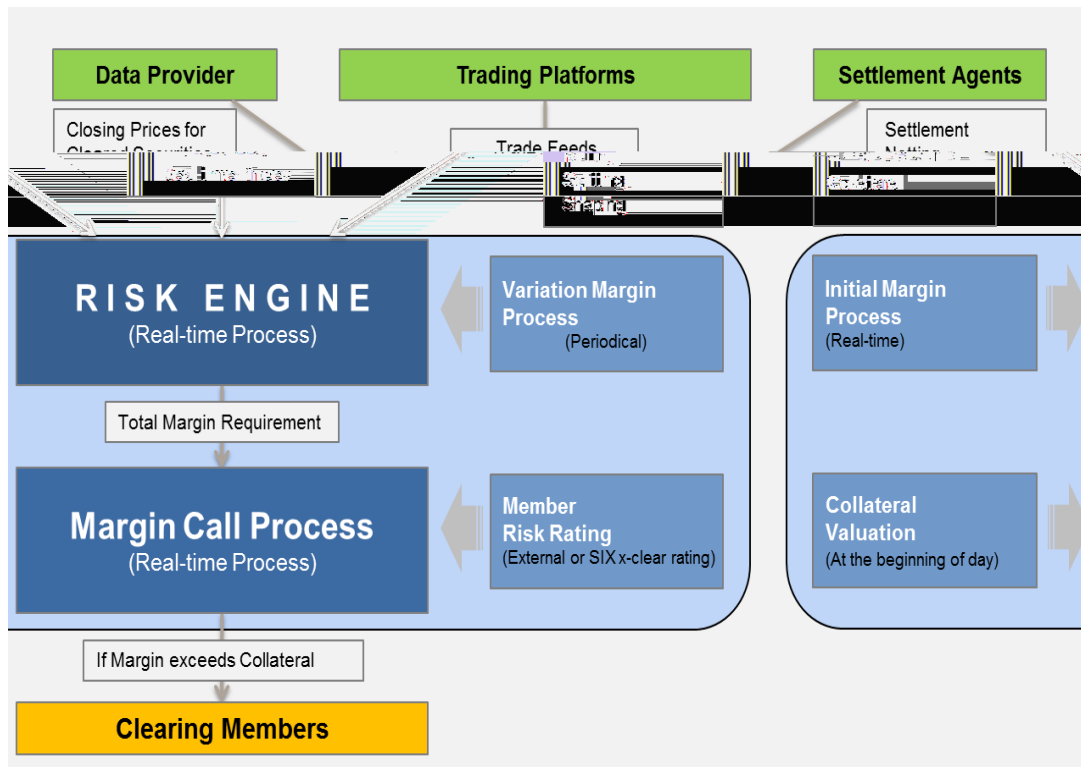 Data Provider
Trading Platforms
Settlement Agents
Closing Prices for
Settlement
Trade Feeds
RISK ENGINE
(Real-time Process)
Variation Margin
Process
(Periodical)
Initial Margin
Process
(Real-time)
Total Margin Requirement
Margin Call Process
(Real-time Process)
Member
Risk Rating
(External or SIX x-clear rating)
Collateral
Valuation
(At the beginning of day)
If Margin exceeds Collateral
Clearing Members